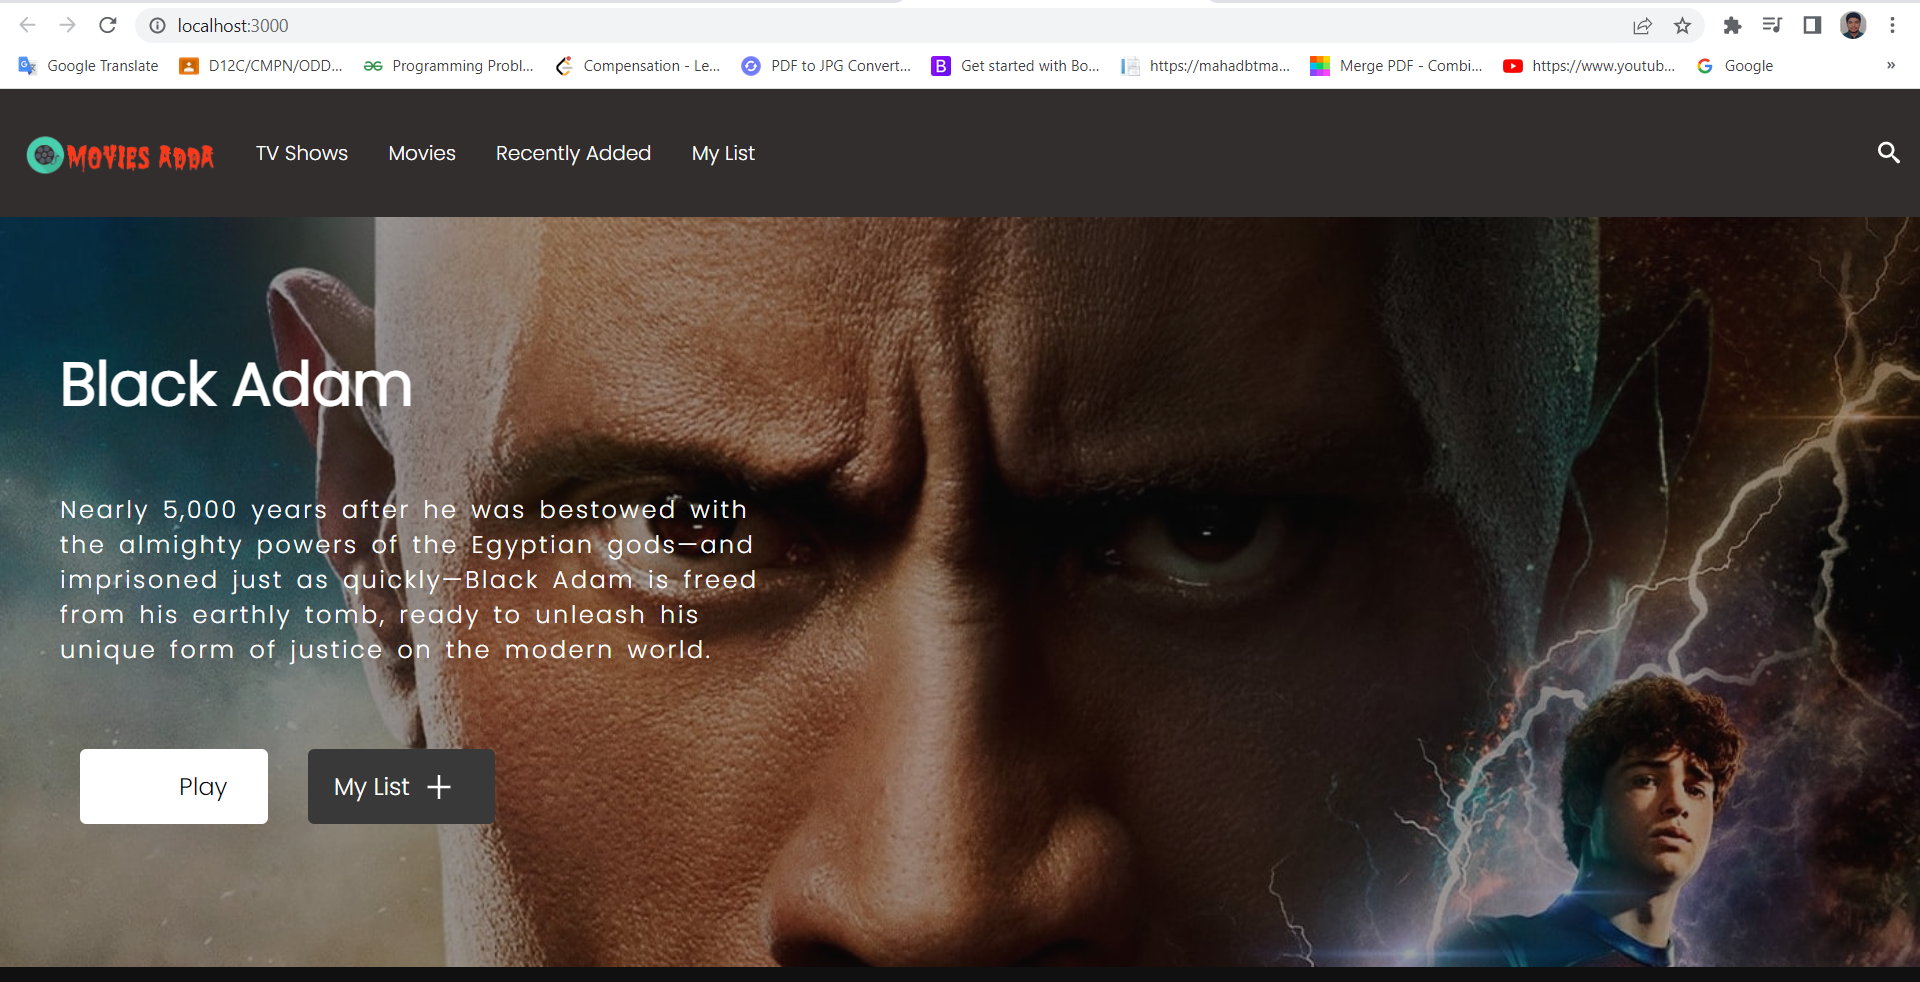 localhost:3000
Google Translate D12C/CMPN/ODD... Programming Probl... Compensation - Le... PDF to JPG Convert... Get started with Bo... https://mahadbtma... Merge PDF - Combi... https://www.youtub... Google »
MOVIES ADDA TV Shows Movies Recently Added My List
Black Adam
Nearly 5,000 years after he was bestowed with
the almighty powers of the Egyptian gods—and
imprisoned just as quickly—Black Adam is freed
from his earthly tomb, ready to unleash his
unique form of justice on the modern world.
Play My List +